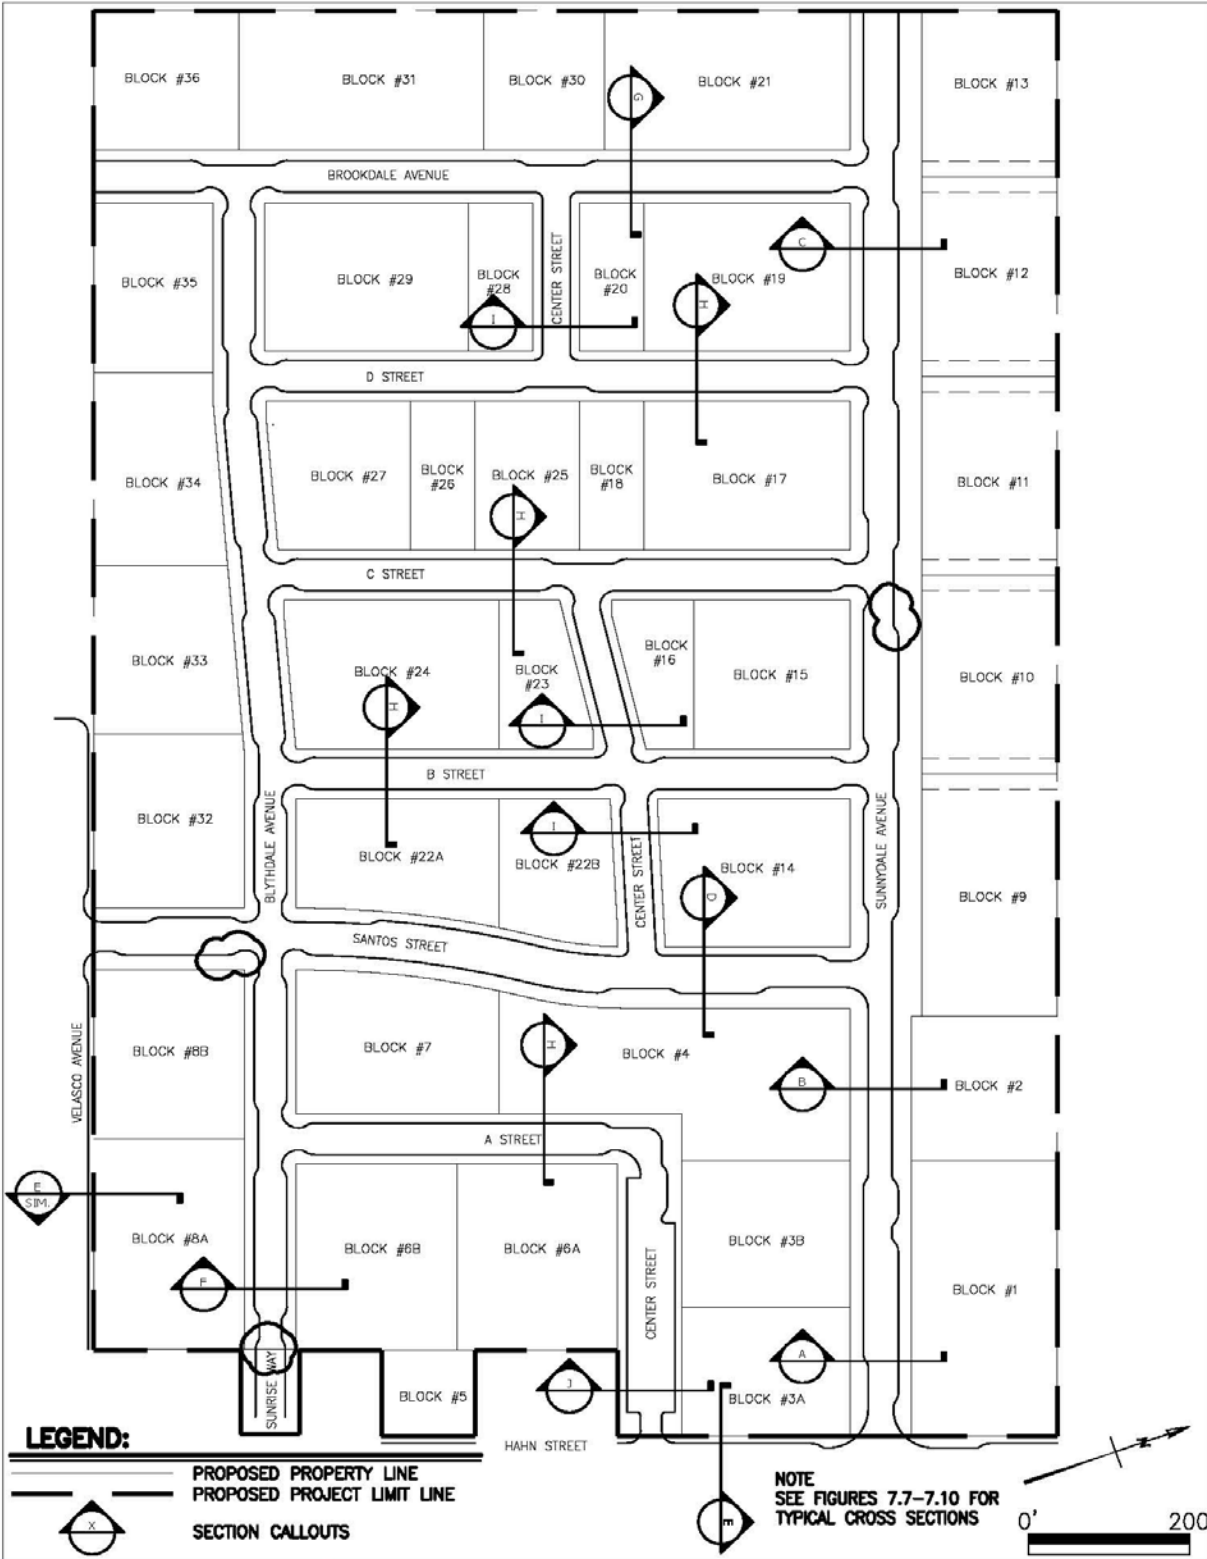 BLOCK #36
BLOCK #31
BLOCK #30
BLOCK #21
BLOCK #13
G
BROOKDALE AVENUE
BLOCK #35
BLOCK #29
BLOCK
#28
CENTER STREET
BLOCK
#20
BLOCK #19
C
BLOCK #12
H
I
D STREET
BLOCK #34
BLOCK #27
BLOCK
#26
BLOCK #25
BLOCK
#18
BLOCK #17
BLOCK #11
H
C STREET
BLOCK #33
BLOCK #24
BLOCK
#23
BLOCK
#16
BLOCK #15
BLOCK #10
H
I
B STREET
BLOCK #32
BLYTHDALE AVENUE
BLOCK #22A
BLOCK #22B
I
CENTER STREET
BLOCK #14
D
SUNNYDALE AVENUE
BLOCK #9
SANTOS STREET
VELASCO AVENUE
BLOCK #8B
BLOCK #7
H
BLOCK #4
B
BLOCK #2
A STREET
E
SIM.
BLOCK #8A
F
BLOCK #6B
BLOCK #6A
CENTER STREET
BLOCK #3B
BLOCK #1
SUNRISE WAY
BLOCK #5
J
BLOCK #3A
A
HAHN STREET
E
LEGEND:
PROPOSED PROPERTY LINE
PROPOSED PROJECT LIMIT LINE
X
SECTION CALLOUTS
NOTE
SEE FIGURES 7.7-7.10 FOR
TYPICAL CROSS SECTIONS
N
0' 200